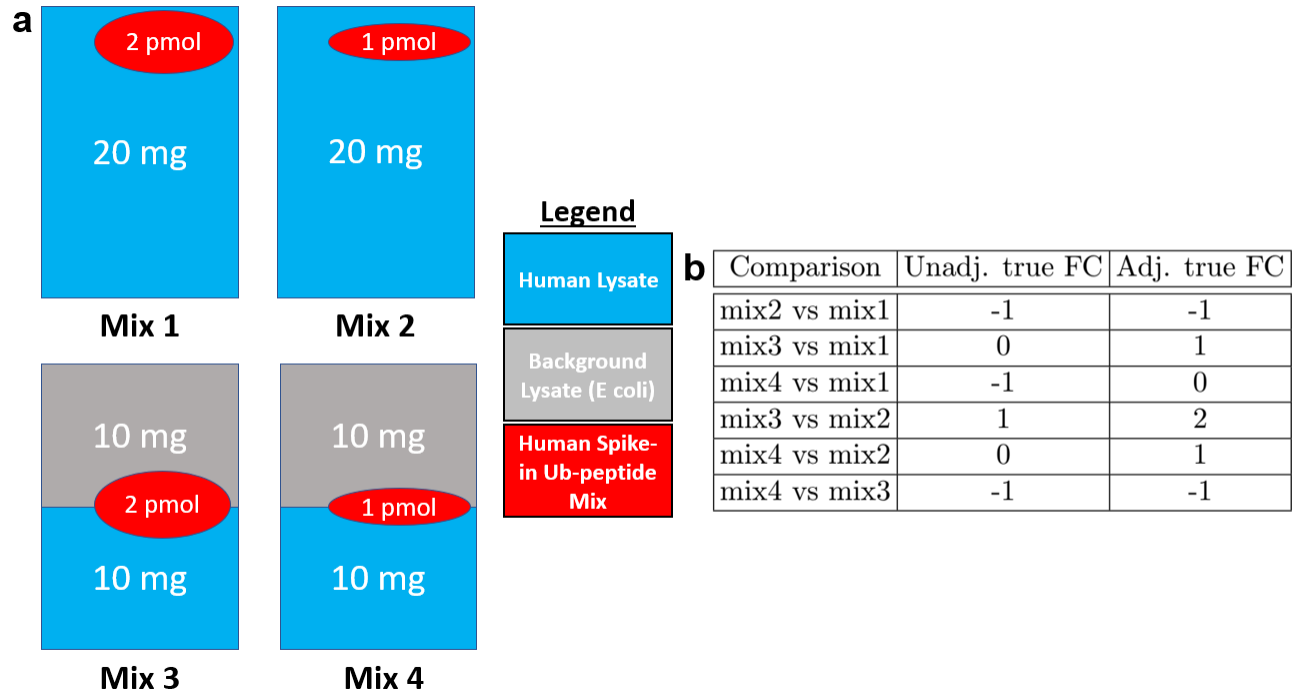 a
2 pmol
1 pmol
20 mg
20 mg
Mix 1
Mix 2
10 mg
10 mg
2 pmol
1 pmol
10 mg
10 mg
Mix 3
Mix 4
Legend
Human Lysate
Background
Lysate (E coli)
Human Spike-
in Ub-peptide
Mix
b
Comparison Unadj. true FC Adj. true FC
mix2 vs mix1 -1 -1
mix3 vs mix1 0 1
mix4 vs mix1 -1 0
mix3 vs mix2 1 2
mix4 vs mix2 0 1
mix4 vs mix3 -1 -1